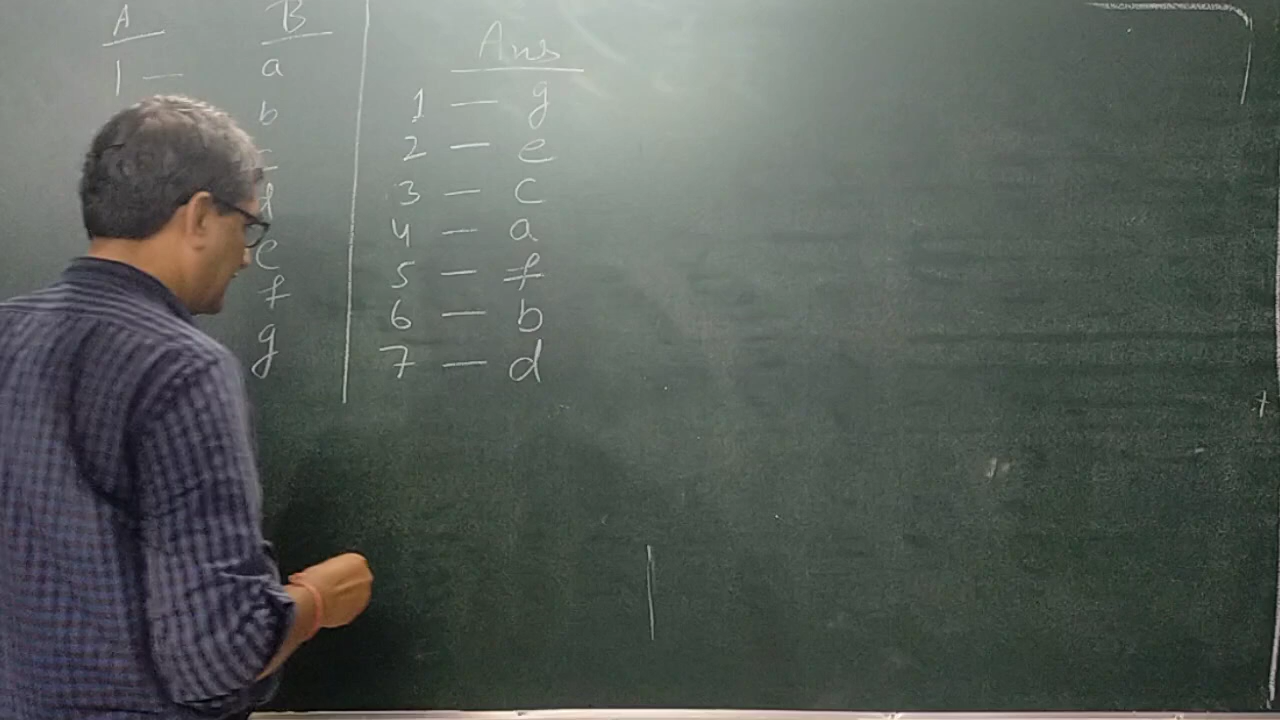 A B
1 — a
b
c
d
e
f
g
Ans
1 — g
2 — e
3 — c
4 — a
5 — f
6 — b
7 — d